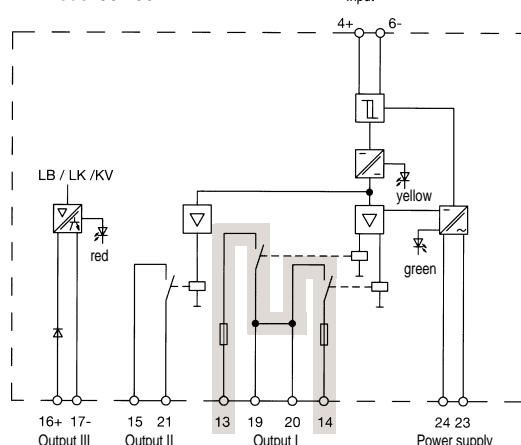 Input
4+ 6-
LB / LK /KV
yellow
red
green
16+ 17- 15 21 13 19 20 14 24 23
Output III Output II Output I Power supply